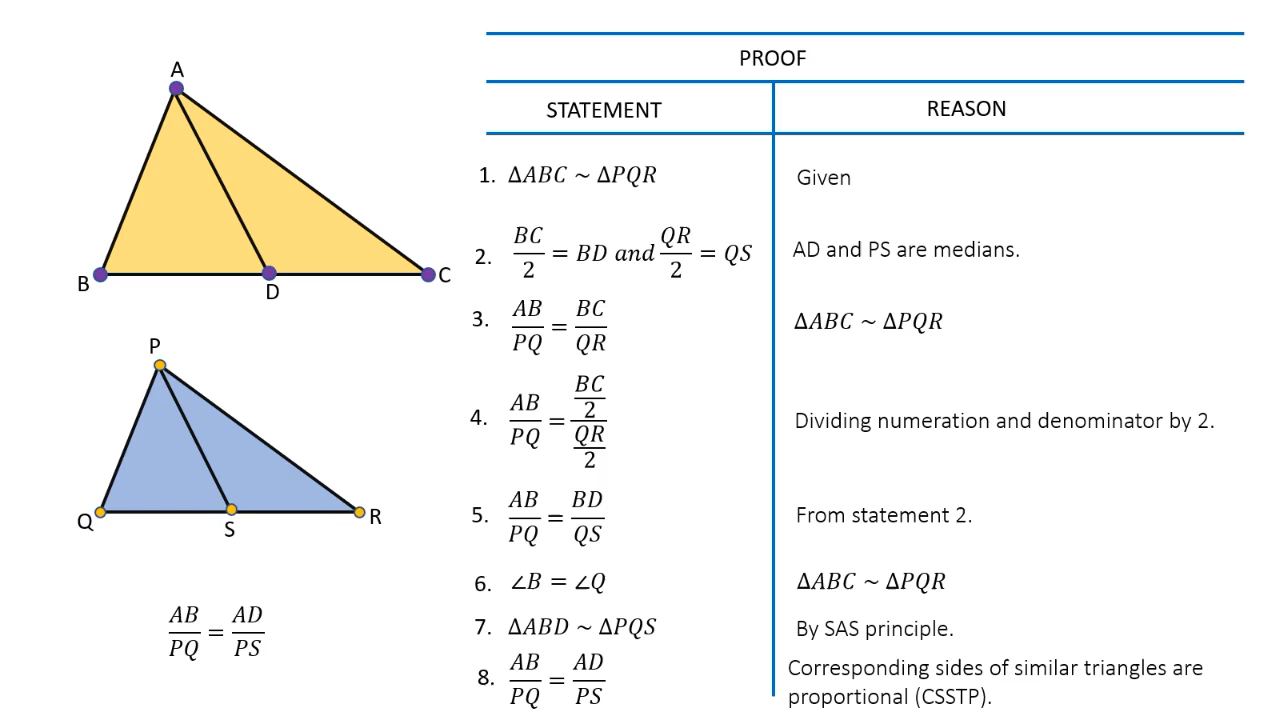 PROOF
STATEMENT REASON
1. ΔABC ~ ΔPQR Given
2. BC/2 = BD and QR/2 = QS AD and PS are medians.
3. AB/PQ = BC/QR ΔABC ~ ΔPQR
4. AB/PQ = (BC/2)/(QR/2) Dividing numeration and denominator by 2.
5. AB/PQ = BD/QS From statement 2.
6. ∠B = ∠Q ΔABC ~ ΔPQR
7. ΔABD ~ ΔPQS By SAS principle.
8. AB/PQ = AD/PS Corresponding sides of similar triangles are
proportional (CSSTP).
A
B
D
C
P
Q
S
R
AB/PQ = AD/PS